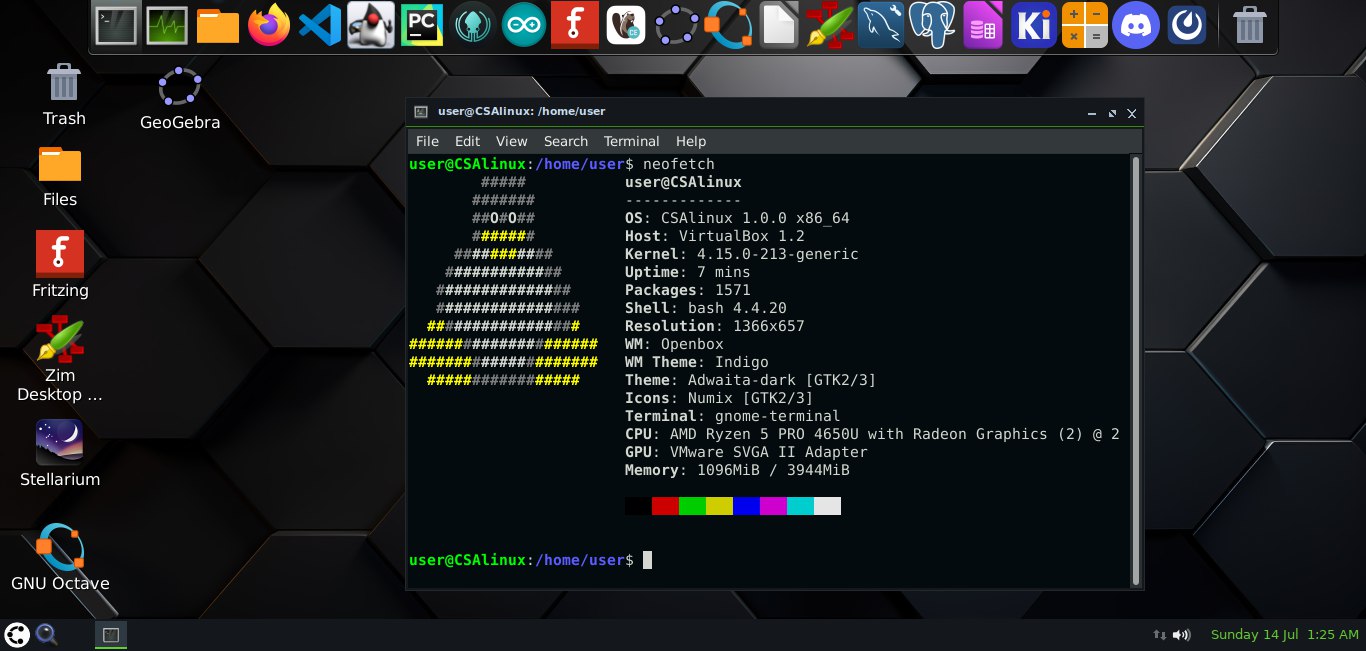 PC
CE
Ki
Trash
GeoGebra
Files
Fritzing
Zim
Desktop ...
Stellarium
GNU Octave
user@CSAlinux: /home/user
File Edit View Search Terminal Help
user@CSAlinux:/home/user$ neofetch
##### user@CSAlinux
####### -------------
##O#O## OS: CSAlinux 1.0.0 x86_64
####### Host: VirtualBox 1.2
########### Kernel: 4.15.0-213-generic
############# Uptime: 7 mins
############### Packages: 1571
################ Shell: bash 4.4.20
################# Resolution: 1366x657
##################### WM: Openbox
##################### WM Theme: Indigo
################# Theme: Adwaita-dark [GTK2/3]
Icons: Numix [GTK2/3]
Terminal: gnome-terminal
CPU: AMD Ryzen 5 PRO 4650U with Radeon Graphics (2) @ 2
GPU: VMware SVGA II Adapter
Memory: 1096MiB / 3944MiB
user@CSAlinux:/home/user$
Sunday 14 Jul 1:25 AM